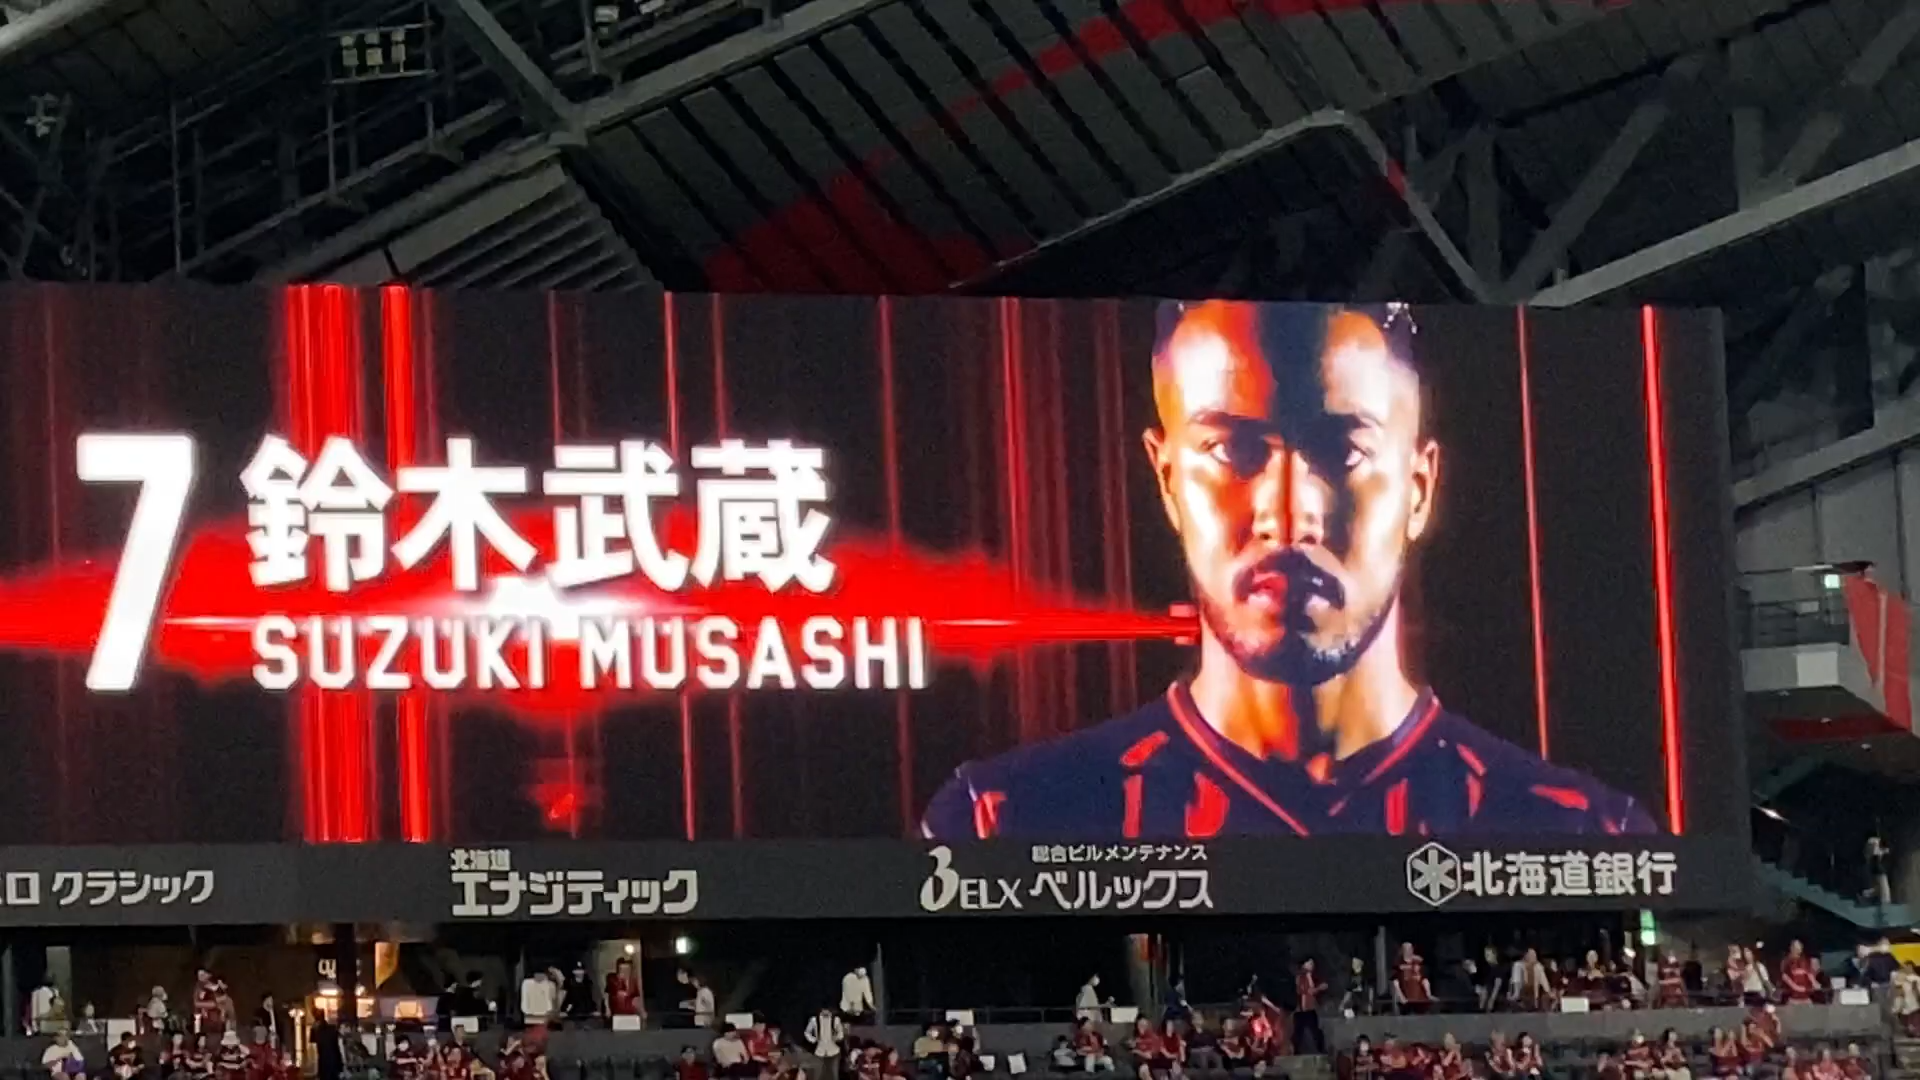 7 鈴木武蔵
SUZUKI MUSASHI
ロ クラシック
北海道
エナジティック
総合ビルメンテナンス
BELX ベルックス
北海道銀行